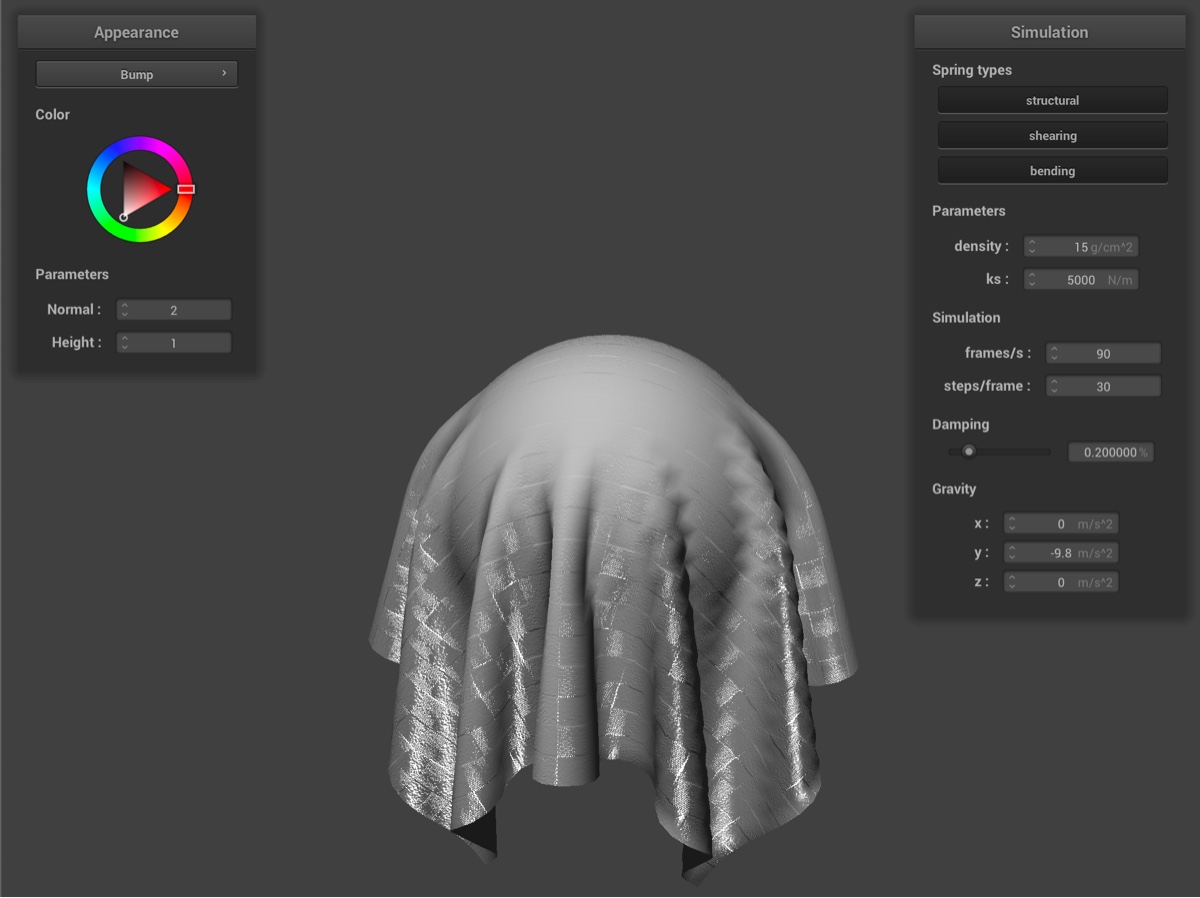 Appearance
Bump
Color
Parameters
Normal : 2
Height : 1
Simulation
Spring types
structural
shearing
bending
Parameters
density : 15 g/cm^2
ks : 5000 N/m
Simulation
frames/s : 90
steps/frame : 30
Damping
0.200000 %
Gravity
x : 0 m/s^2
y : -9.8 m/s^2
z : 0 m/s^2